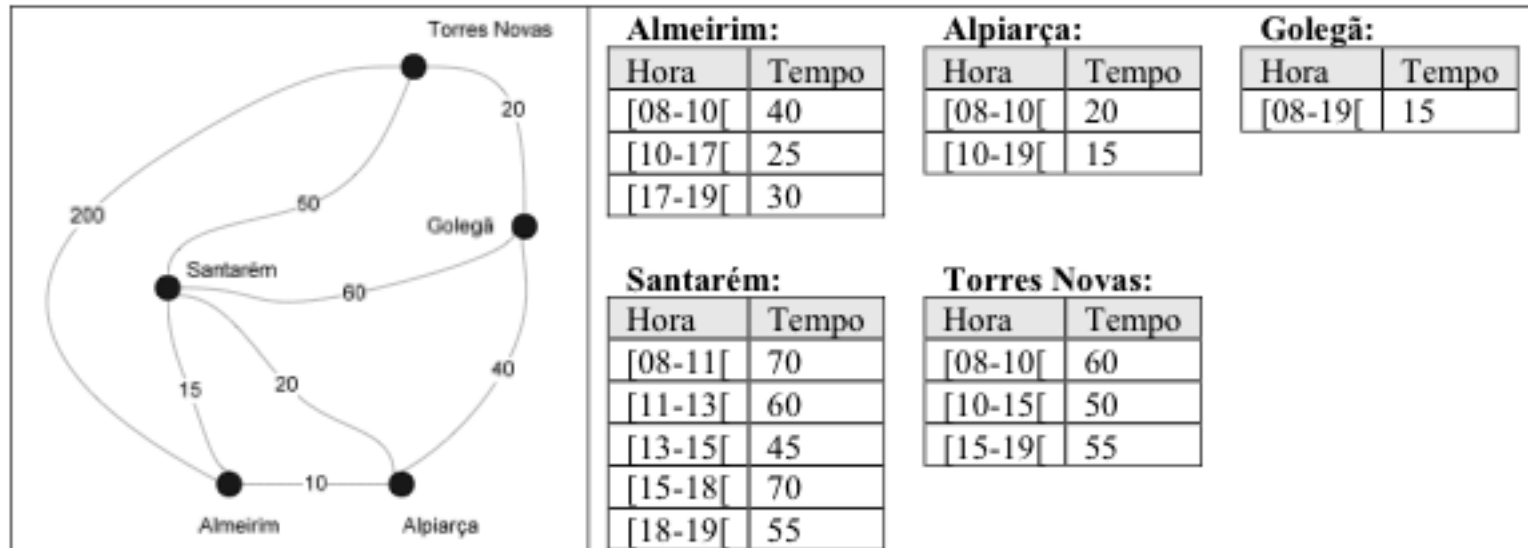 Torres Novas
20
200
50
Golegã
Santarém
60
15
20
40
10
Almeirim
Alpiarça
Almeirim:
Hora Tempo
[08-10[ 40
[10-17[ 25
[17-19[ 30
Alpiarça:
Hora Tempo
[08-10[ 20
[10-19[ 15
Golegã:
Hora Tempo
[08-19[ 15
Santarém:
Hora Tempo
[08-11[ 70
[11-13[ 60
[13-15[ 45
[15-18[ 70
[18-19[ 55
Torres Novas:
Hora Tempo
[08-10[ 60
[10-15[ 50
[15-19[ 55